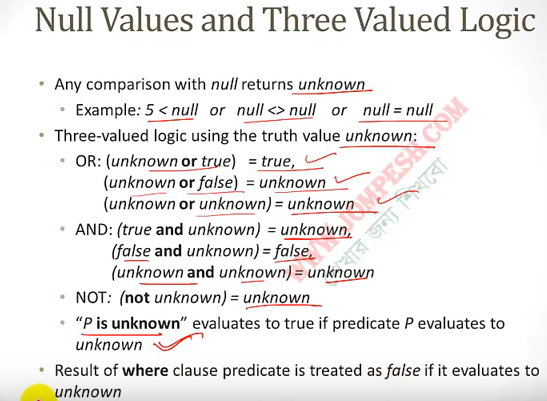 Null Values and Three Valued Logic
• Any comparison with null returns unknown
• Example: 5 < null or null <> null or null = null
• Three-valued logic using the truth value unknown:
• OR: (unknown or true) = true,
(unknown or false) = unknown
(unknown or unknown) = unknown
• AND: (true and unknown) = unknown,
(false and unknown) = false,
(unknown and unknown) = unknown
• NOT: (not unknown) = unknown
• “P is unknown” evaluates to true if predicate P evaluates to
unknown
• Result of where clause predicate is treated as false if it evaluates to
unknown
WWW.JOMPESH.COM
শেখার জন্য শিখবো